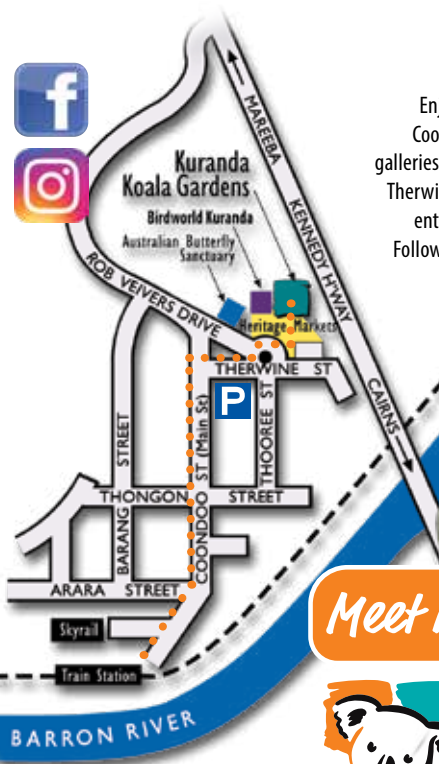 f
Kuranda
Koala Gardens
Birdworld Kuranda
Australian Butterfly
Sanctuary
Heritage Markets
MAREEBA
KENNEDY H'WAY
CAIRNS
ROB VEIVERS DRIVE
THERWINE ST
P
COONDOO ST (Main St)
THOOREE ST
BARANG STREET
THONGON STREET
ARARA STREET
Skyrail
Train Station
BARRON RIVER
galleries
Therwi
ent
Follow
Meet